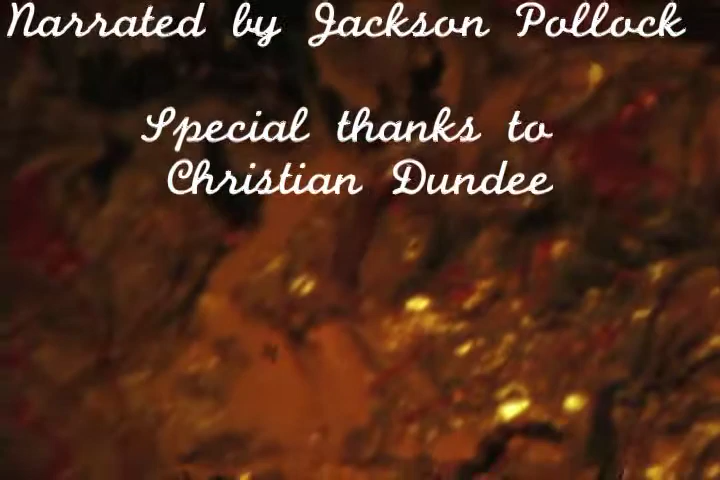 Narrated by Jackson Pollock
Special thanks to
Christian Dundee